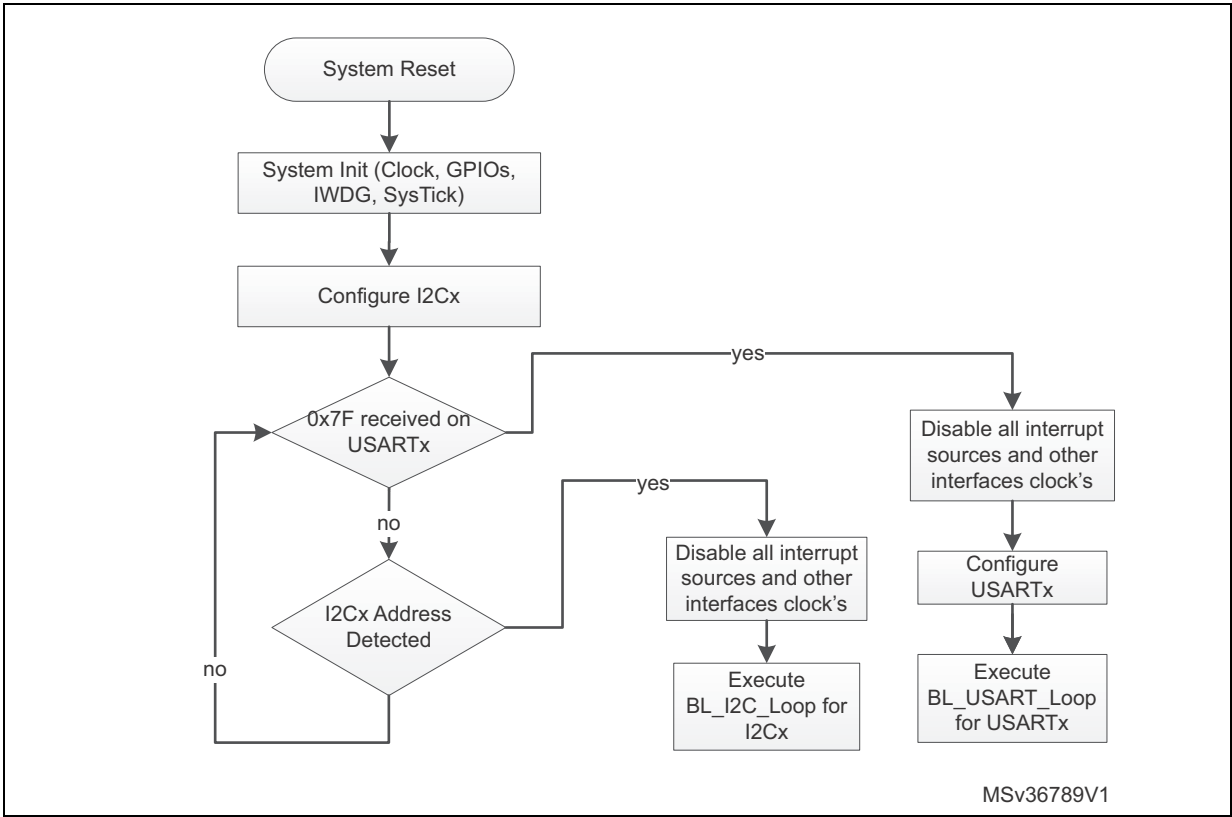 System Reset
System Init (Clock, GPIOs,
IWDG, SysTick)
Configure I2Cx
yes
0x7F received on
USARTx
Disable all interrupt
sources and other
interfaces clock's
yes
no
Disable all interrupt
sources and other
interfaces clock's
Configure
USARTx
I2Cx Address
Detected
no
Execute
BL_I2C_Loop for
I2Cx
Execute
BL_USART_Loop
for USARTx
MSv36789V1